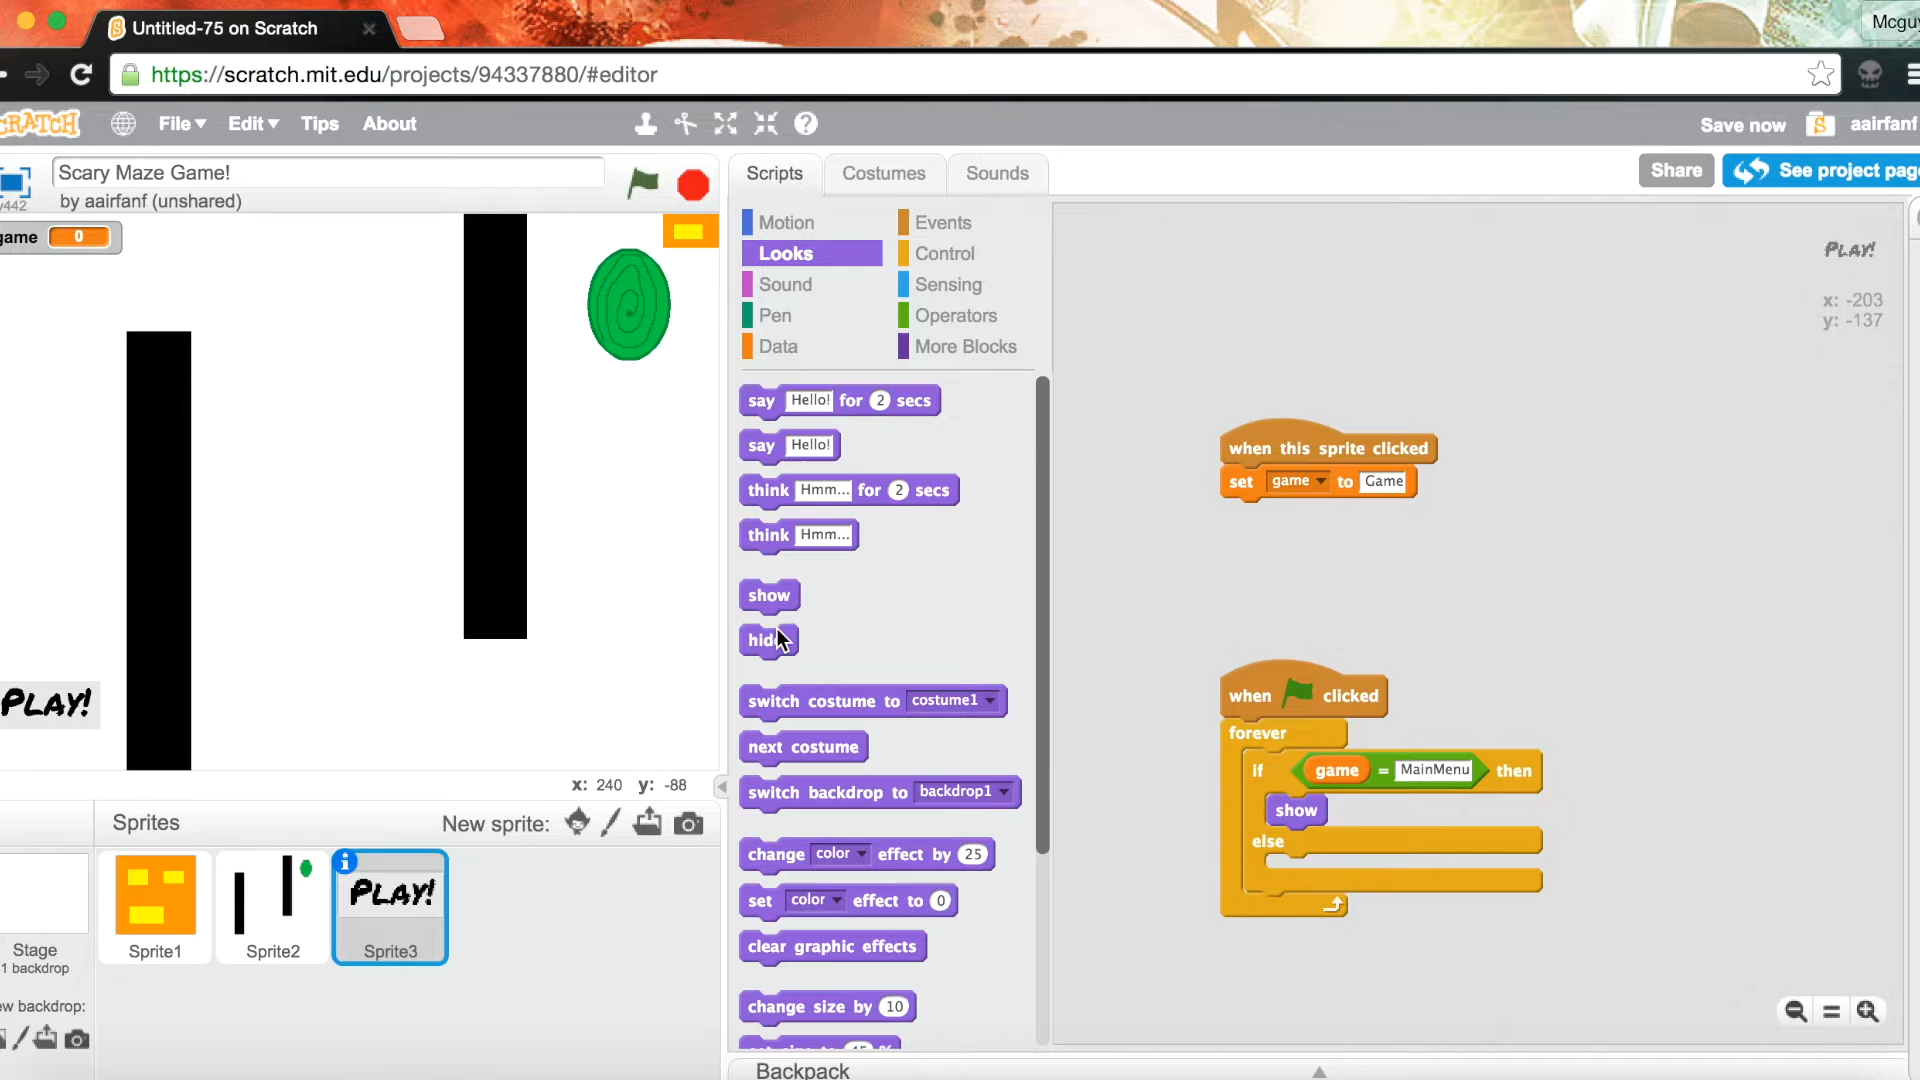 Untitled-75 on Scratch
https://scratch.mit.edu/projects/94337880/#editor
File Edit Tips About
Save now aairfanf
Scary Maze Game!
by aairfanf (unshared)
game 0
PLAY!
x: 240 y: -88
Sprites New sprite:
Stage
1 backdrop
PLAY!
Sprite1 Sprite2 Sprite3
Scripts Costumes Sounds
Share See project page
Motion Events
Looks Control
Sound Sensing
Pen Operators
Data More Blocks
say Hello! for 2 secs
say Hello!
think Hmm... for 2 secs
think Hmm...
show
hide
switch costume to costume1
next costume
switch backdrop to backdrop1
change color effect by 25
set color effect to 0
clear graphic effects
change size by 10
Backpack
PLAY!
x: -203
y: -137
when this sprite clicked
set game to Game
when clicked
forever
if game = MainMenu then
show
else